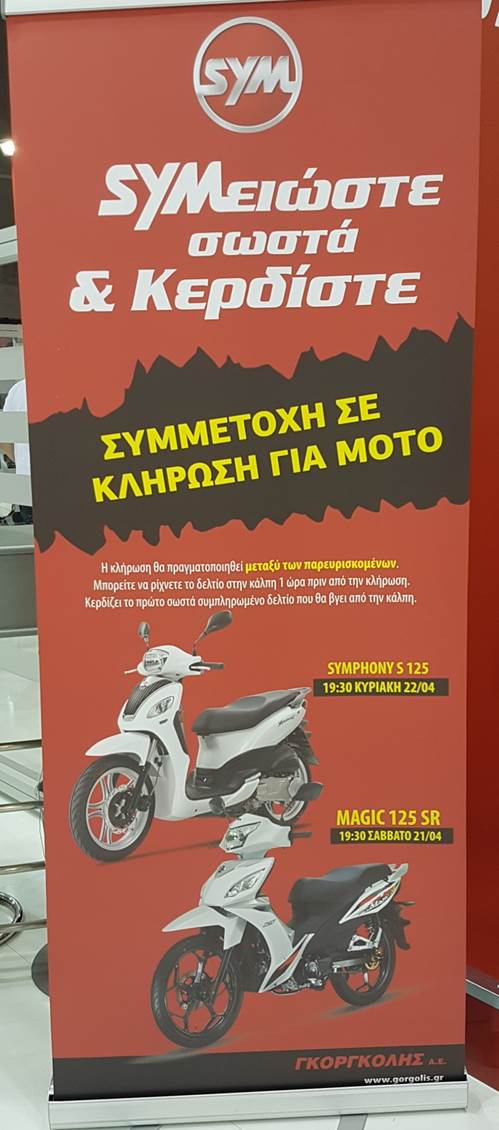 SYM
SYMειώστε
σωστά
& Κερδίστε
ΣΥΜΜΕΤΟΧΗ ΣΕ
ΚΛΗΡΩΣΗ ΓΙΑ ΜΟΤΟ
Η κλήρωση θα πραγματοποιηθεί μεταξύ των παρευρισκομένων.
Μπορείτε να ρίχνετε το δελτίο στην κάλπη 1 ώρα πριν από την κλήρωση.
Κερδίζει το πρώτο σωστά συμπληρωμένο δελτίο που θα βγει από την κάλπη.
SYMPHONY S 125
19:30 ΚΥΡΙΑΚΗ 22/04
MAGIC 125 SR
19:30 ΣΑΒΒΑΤΟ 21/04
ΓΚΟΡΓΚΟΛΗΣ Α.Ε.
www.gorgolis.gr